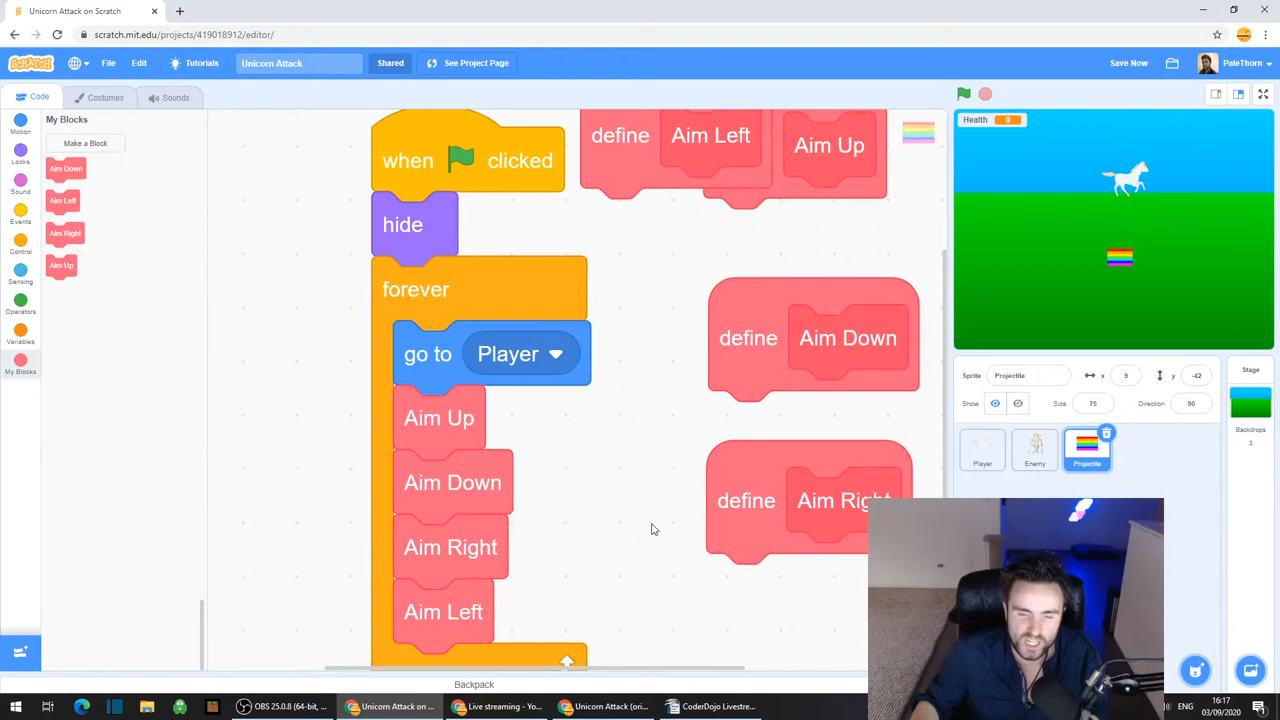 Unicorn Attack on Scratch
scratch.mit.edu/projects/419018912/editor/
SCRATCH
File
Edit
Tutorials
Unicorn Attack
Shared
See Project Page
Save Now
PaleThorn
Code
Costumes
Sounds
Motion
Looks
Sound
Events
Control
Sensing
Operators
Variables
My Blocks
My Blocks
Make a Block
Aim Down
Aim Left
Aim Right
Aim Up
when clicked
hide
forever
go to Player
Aim Up
Aim Down
Aim Right
Aim Left
define Aim Left
Aim Up
define Aim Down
define Aim Right
Health 0
Sprite Projectile x 9 y -42
Show Size 75 Direction 90
Player
Enemy
Projectile
Stage
Backdrops
3
Backpack
OBS 25.0.8 (64-bit, ...
Unicorn Attack on ...
Live streaming - Yo...
Unicorn Attack (ori...
CoderDojo Livestre...
ENG
16:17
03/09/2020